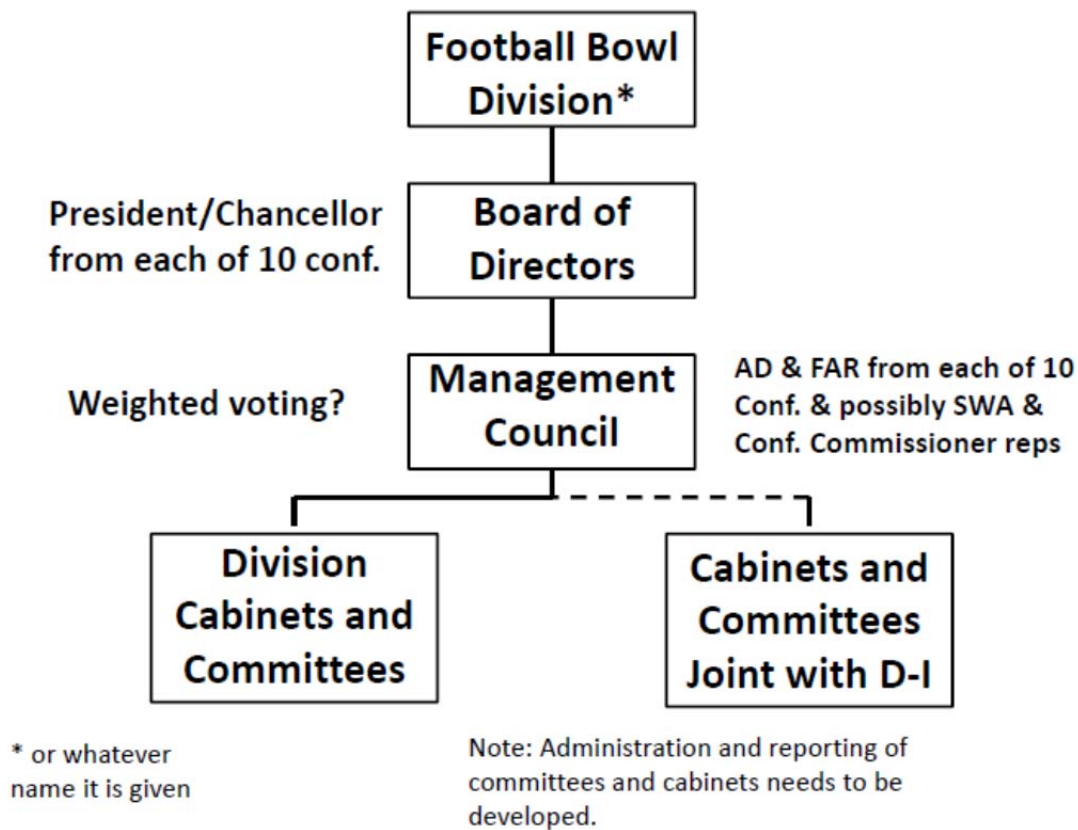 Football Bowl
Division*
President/Chancellor
from each of 10 conf.
Board of
Directors
Weighted voting?
Management
Council
AD & FAR from each of 10
Conf. & possibly SWA &
Conf. Commissioner reps
Division
Cabinets and
Committees
Cabinets and
Committees
Joint with D-I
* or whatever
name it is given
Note: Administration and reporting of
committees and cabinets needs to be
developed.